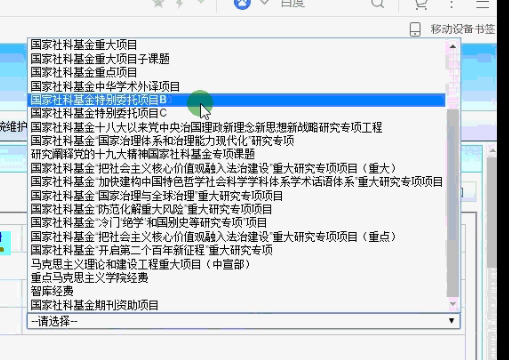 百度
移动设备书签
国家社科基金重大项目
国家社科基金重大项目子课题
国家社科基金重点项目
国家社科基金中华学术外译项目
国家社科基金特别委托项目B
国家社科基金特别委托项目C
国家社科基金十八大以来党中央治国理政新理念新思想新战略研究专项工程
统维护
国家社科基金"国家治理体系和治理能力现代化"研究专项
研究阐释党的十九大精神国家社科基金专项课题
国家社科基金"把社会主义核心价值观融入法治建设"重大研究专项项目（重大）
国家社科基金"加快建构中国特色哲学社会科学学科体系学术话语体系"重大研究专项项目
国家社科基金"国家治理与全球治理"重大研究专项项目
国家社科基金"防范化解重大风险"重大研究专项项目
国家社科基金"冷门'绝学'和国别史等研究专项"项目
国家社科基金"把社会主义核心价值观融入法治建设"重大研究专项项目（重点）
国家社科基金"开启第二个百年新征程"重大研究专项
马克思主义理论和建设工程重大项目（中宣部）
重点马克思主义学院经费
智库经费
国家社科基金期刊资助项目
--请选择--